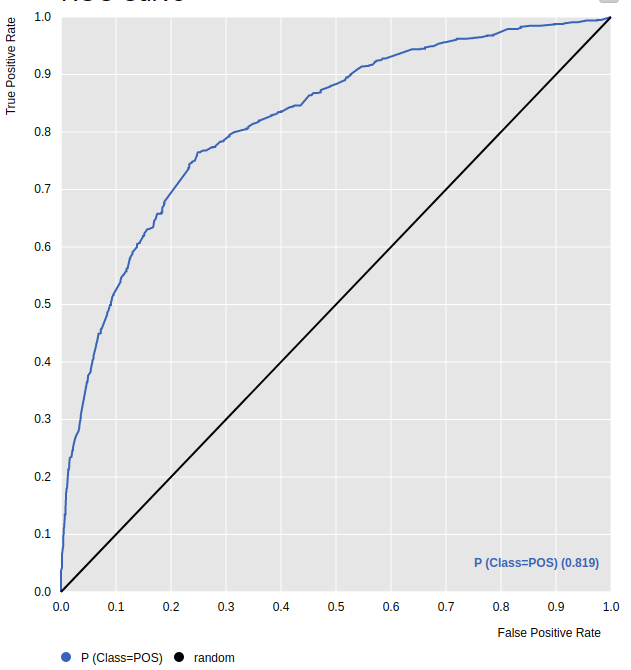 True Positive Rate
1.0
0.9
0.8
0.7
0.6
0.5
0.4
0.3
0.2
0.1
0.0
P (Class=POS) (0.819)
0.0 0.1 0.2 0.3 0.4 0.5 0.6 0.7 0.8 0.9 1.0
False Positive Rate
P (Class=POS) random